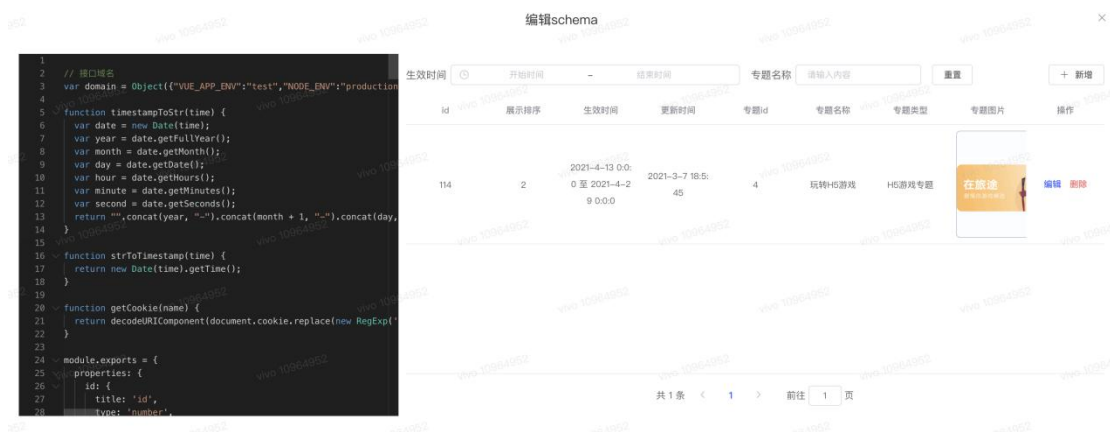 编辑schema
1
2 // 接口域名
3 var domain = Object({"VUE_APP_ENV":"test","NODE_ENV":"production
4
5 function timestampToStr(time) {
6 var date = new Date(time);
7 var year = date.getFullYear();
8 var month = date.getMonth();
9 var day = date.getDate();
10 var hour = date.getHours();
11 var minute = date.getMinutes();
12 var second = date.getSeconds();
13 return "".concat(year, "-").concat(month + 1, "-").concat(day,
14 }
15
16 function strToTimestamp(time) {
17 return new Date(time).getTime();
18 }
19
20 function getCookie(name) {
21 return decodeURIComponent(document.cookie.replace(new RegExp('
22 }
23
24 module.exports = {
25 properties: {
26 id: {
27 title: 'id',
28 type: 'number',
生效时间 开始时间 – 结束时间 专题名称 请输入内容 重置 + 新增
id 展示排序 生效时间 更新时间 专题id 专题名称 专题类型 专题图片 操作
114 2 2021-4-13 0:0:0 至 2021-4-29 0:0:0 2021-3-7 18:5:45 4 玩转H5游戏 H5游戏专题 在旅途 编辑 删除
共 1 条 < 1 > 前往 1 页
vivo 10964952